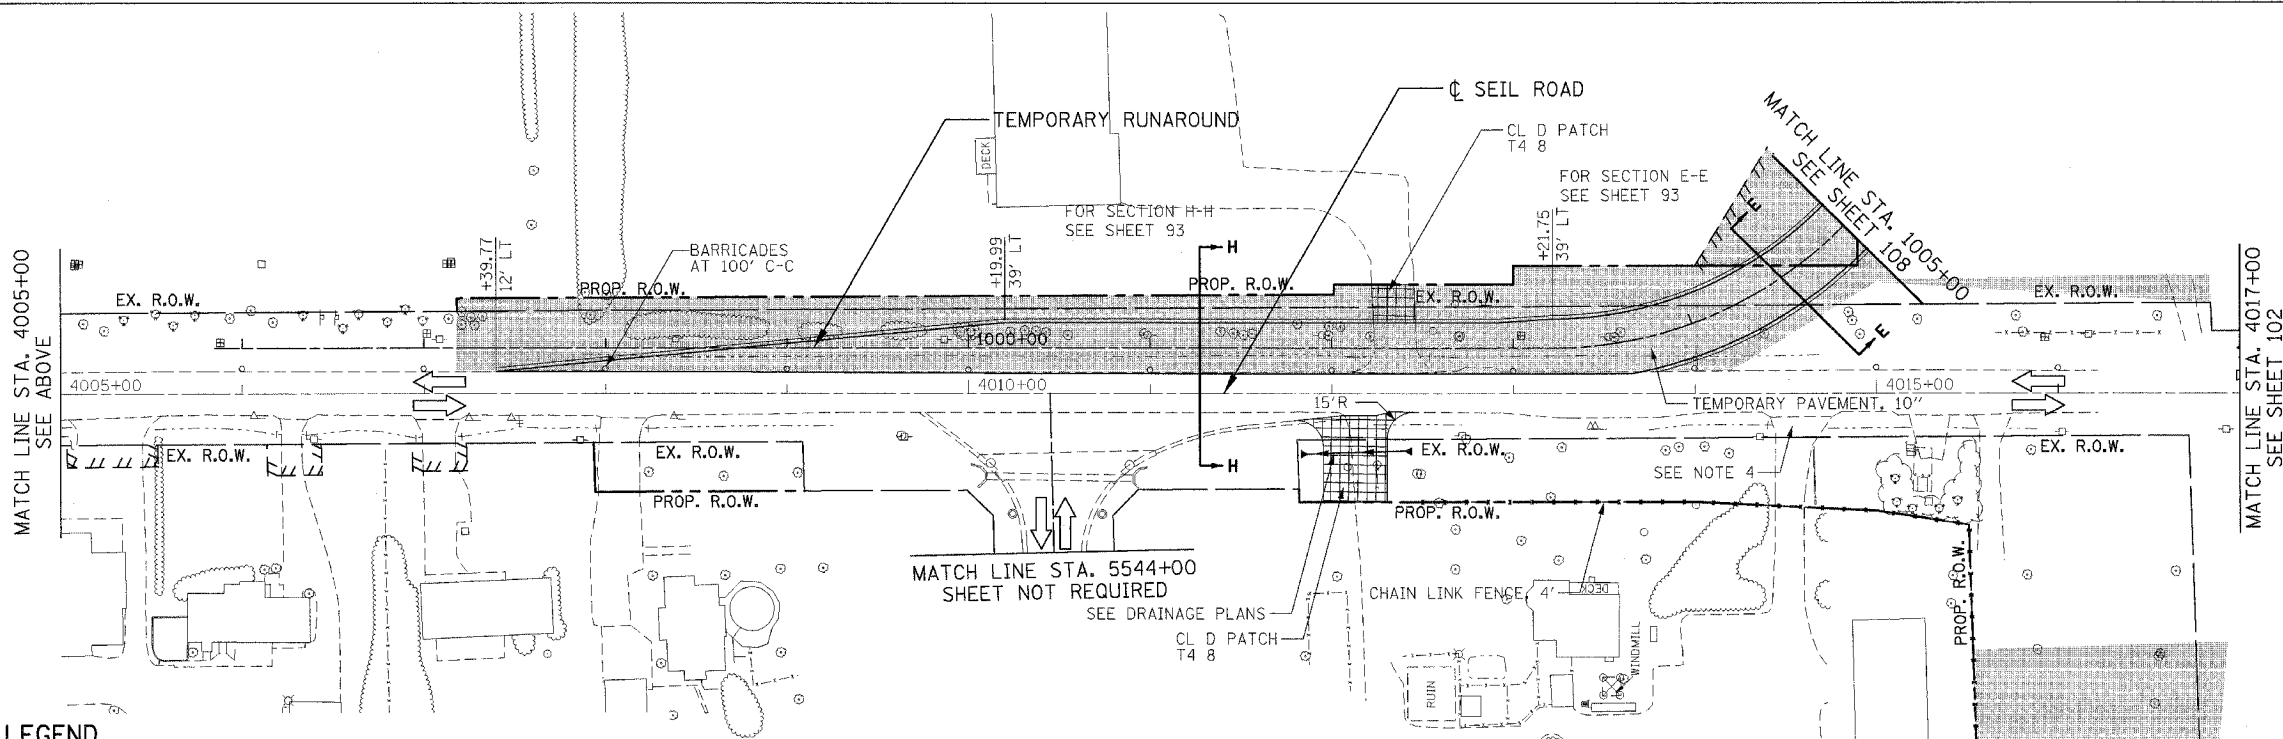 ℄ SEIL ROAD
TEMPORARY RUNAROUND
CL D PATCH
T4 8
MATCH LINE STA. 1005+00
SEE SHEET 108
DECK
FOR SECTION E-E
SEE SHEET 93
FOR SECTION H-H
SEE SHEET 93
BARRICADES
AT 100' C-C
+39.77
12' LT
+19.99
39' LT
+21.75
39' LT
H
E
E
MATCH LINE STA. 4005+00
SEE ABOVE
EX. R.O.W.
PROP. R.O.W.
PROP. R.O.W.
EX. R.O.W.
EX. R.O.W.
MATCH LINE STA. 4017+00
SEE SHEET 102
1000+00
4005+00
4010+00
4015+00
15'R
TEMPORARY PAVEMENT, 10"
EX. R.O.W.
EX. R.O.W.
EX. R.O.W.
EX. R.O.W.
H
SEE NOTE 4
PROP. R.O.W.
PROP. R.O.W.
PROP. R.O.W.
MATCH LINE STA. 5544+00
SHEET NOT REQUIRED
SEE DRAINAGE PLANS
CHAIN LINK FENCE, 4'
DECK
CL D PATCH
T4 8
WINDMILL
RUIN
LEGEND